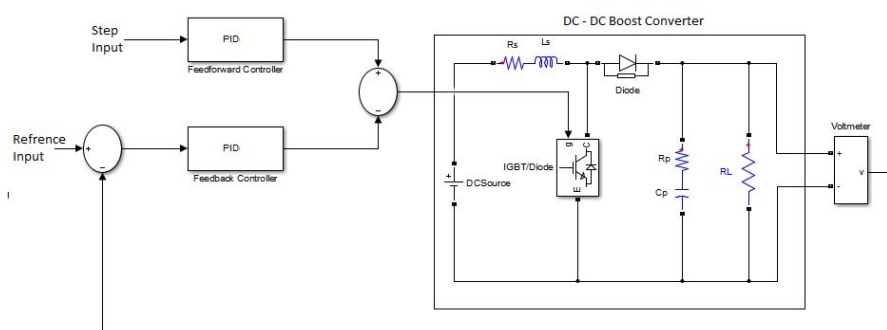 DC - DC Boost Converter
Step
Input
PID
Feedforward Controller
+
−
Refrence
Input
+
−
PID
Feedback Controller
Rs
Ls
Diode
g
C
E
IGBT/Diode
+
DCSource
Rp
Cp
RL
Voltmeter
+
-
v